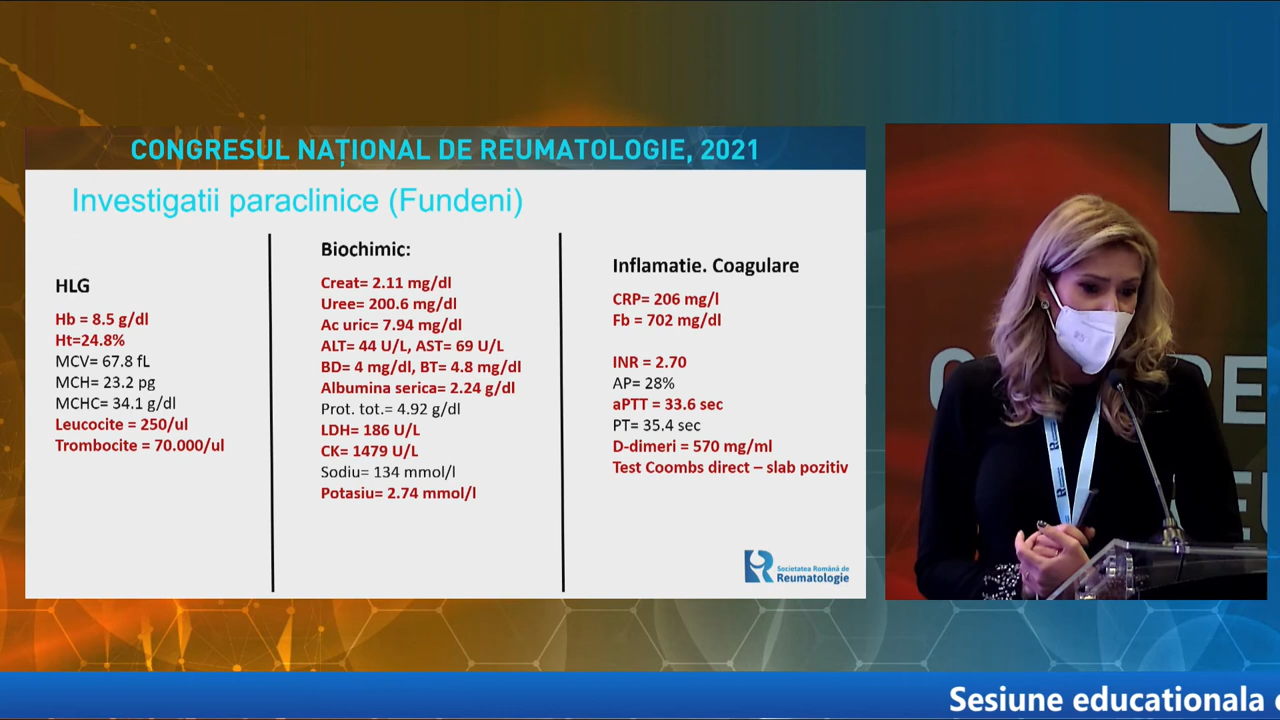 CONGRESUL NAȚIONAL DE REUMATOLOGIE, 2021
Investigatii paraclinice (Fundeni)
HLG
Hb = 8.5 g/dl
Ht=24.8%
MCV= 67.8 fL
MCH= 23.2 pg
MCHC= 34.1 g/dl
Leucocite = 250/ul
Trombocite = 70.000/ul
Biochimic:
Creat= 2.11 mg/dl
Uree= 200.6 mg/dl
Ac uric= 7.94 mg/dl
ALT= 44 U/L, AST= 69 U/L
BD= 4 mg/dl, BT= 4.8 mg/dl
Albumina serica= 2.24 g/dl
Prot. tot.= 4.92 g/dl
LDH= 186 U/L
CK= 1479 U/L
Sodiu= 134 mmol/l
Potasiu= 2.74 mmol/l
Inflamatie. Coagulare
CRP= 206 mg/l
Fb = 702 mg/dl
INR = 2.70
AP= 28%
aPTT = 33.6 sec
PT= 35.4 sec
D-dimeri = 570 mg/ml
Test Coombs direct – slab pozitiv
Societatea Română de
Reumatologie
Sesiune educationala